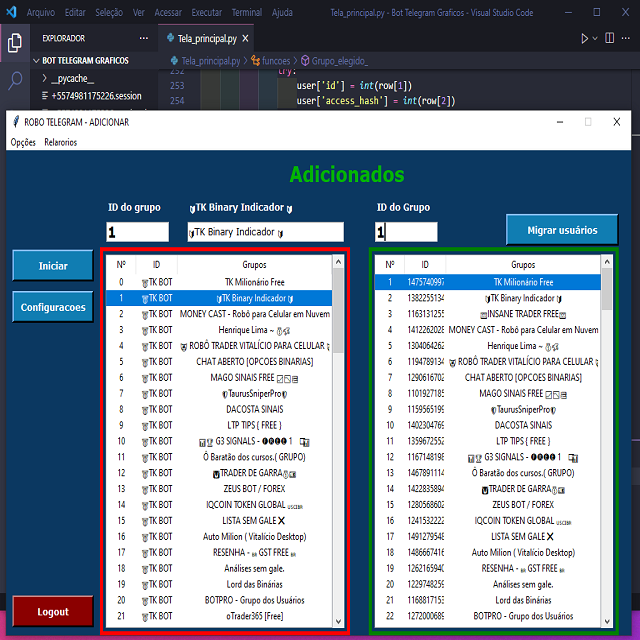 Arquivo Editar Seleção Ver Acessar Executar Terminal Ajuda Tela_principal.py - Bot Telegram Graficos - Visual Studio Code
EXPLORADOR ... Tela_principal.py
BOT TELEGRAM GRAFICOS Tela_principal.py > funcoes > Grupo_elegido_
__pycache__ 252 try:
+5574981175226.session 253 user['id'] = int(row[1])
254 user['access_hash'] = int(row[2])
ROBO TELEGRAM - ADICIONAR
Opções Relarorios
Adicionados
ID do grupo TK Binary Indicador ID do Grupo
1 TK Binary Indicador 1 Migrar usuários
Iniciar
Configuracoes
Logout
Nº ID Grupos
0 TK BOT TK Milionário Free
1 TK BOT TK Binary Indicador
2 TK BOT MONEY CAST - Robô para Celular em Nuvem
3 TK BOT Henrique Lima ~
4 TK BOT ROBÔ TRADER VITALÍCIO PARA CELULAR
5 TK BOT CHAT ABERTO [OPCOES BINARIAS]
6 TK BOT MAGO SINAIS FREE
7 TK BOT TaurusSniperPro
8 TK BOT DACOSTA SINAIS
9 TK BOT LTP TIPS ( FREE )
10 TK BOT G3 SIGNALS - 🅕🅡🅔🅔 1
11 TK BOT Ô Baratão dos cursos.( GRUPO)
12 TK BOT TRADER DE GARRA
13 TK BOT ZEUS BOT / FOREX
14 TK BOT IQCOIN TOKEN GLOBAL
15 TK BOT LISTA SEM GALE ❌
16 TK BOT Auto Milion ( Vitalício Desktop)
17 TK BOT RESENHA - BR GST FREE BR
18 TK BOT Análises sem gale.
19 TK BOT Lord das Binárias
20 TK BOT BOTPRO - Grupo dos Usuários
21 TK BOT oTrader365 [Free]
Nº ID Grupos
1 1475740997 TK Milionário Free
2 1382255134 TK Binary Indicador
3 1163131255 INSANE TRADER FREE
4 1412262028 MONEY CAST - Robô para Celular em Nuvem
5 1304064262 Henrique Lima ~
6 1194789134 ROBÔ TRADER VITALÍCIO PARA CELULAR
7 1290616702 CHAT ABERTO [OPCOES BINARIAS]
8 1101927185 MAGO SINAIS FREE
9 1159565199 TaurusSniperPro
10 1402304769 DACOSTA SINAIS
11 1359672552 LTP TIPS ( FREE )
12 1167148198 G3 SIGNALS - 🅕🅡🅔🅔 1
13 1467891114 Ô Baratão dos cursos.( GRUPO)
14 1422835894 TRADER DE GARRA
15 1280568602 ZEUS BOT / FOREX
16 1241532222 IQCOIN TOKEN GLOBAL
17 1491279548 LISTA SEM GALE ❌
18 1486667416 Auto Milion ( Vitalício Desktop)
19 1262165940 RESENHA - BR GST FREE BR
20 1229748259 Análises sem gale.
21 1168817153 Lord das Binárias
22 1272000689 BOTPRO - Grupo dos Usuários